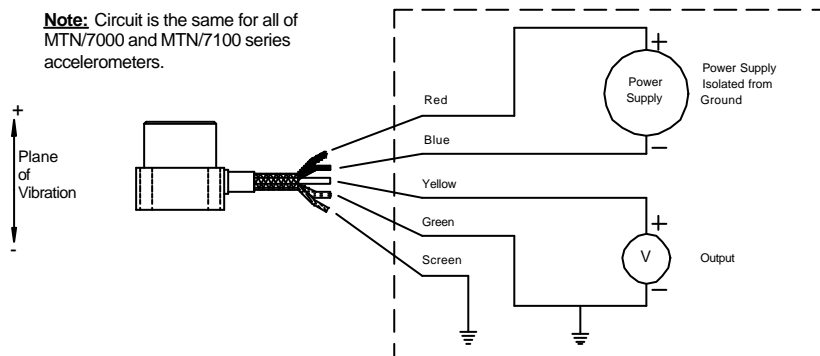 Note: Circuit is the same for all of
MTN/7000 and MTN/7100 series
accelerometers.
+
Plane
of
Vibration
-
Red
Blue
Yellow
Green
Screen
+
Power
Supply
−
Power Supply
Isolated from
Ground
+
V
−
Output